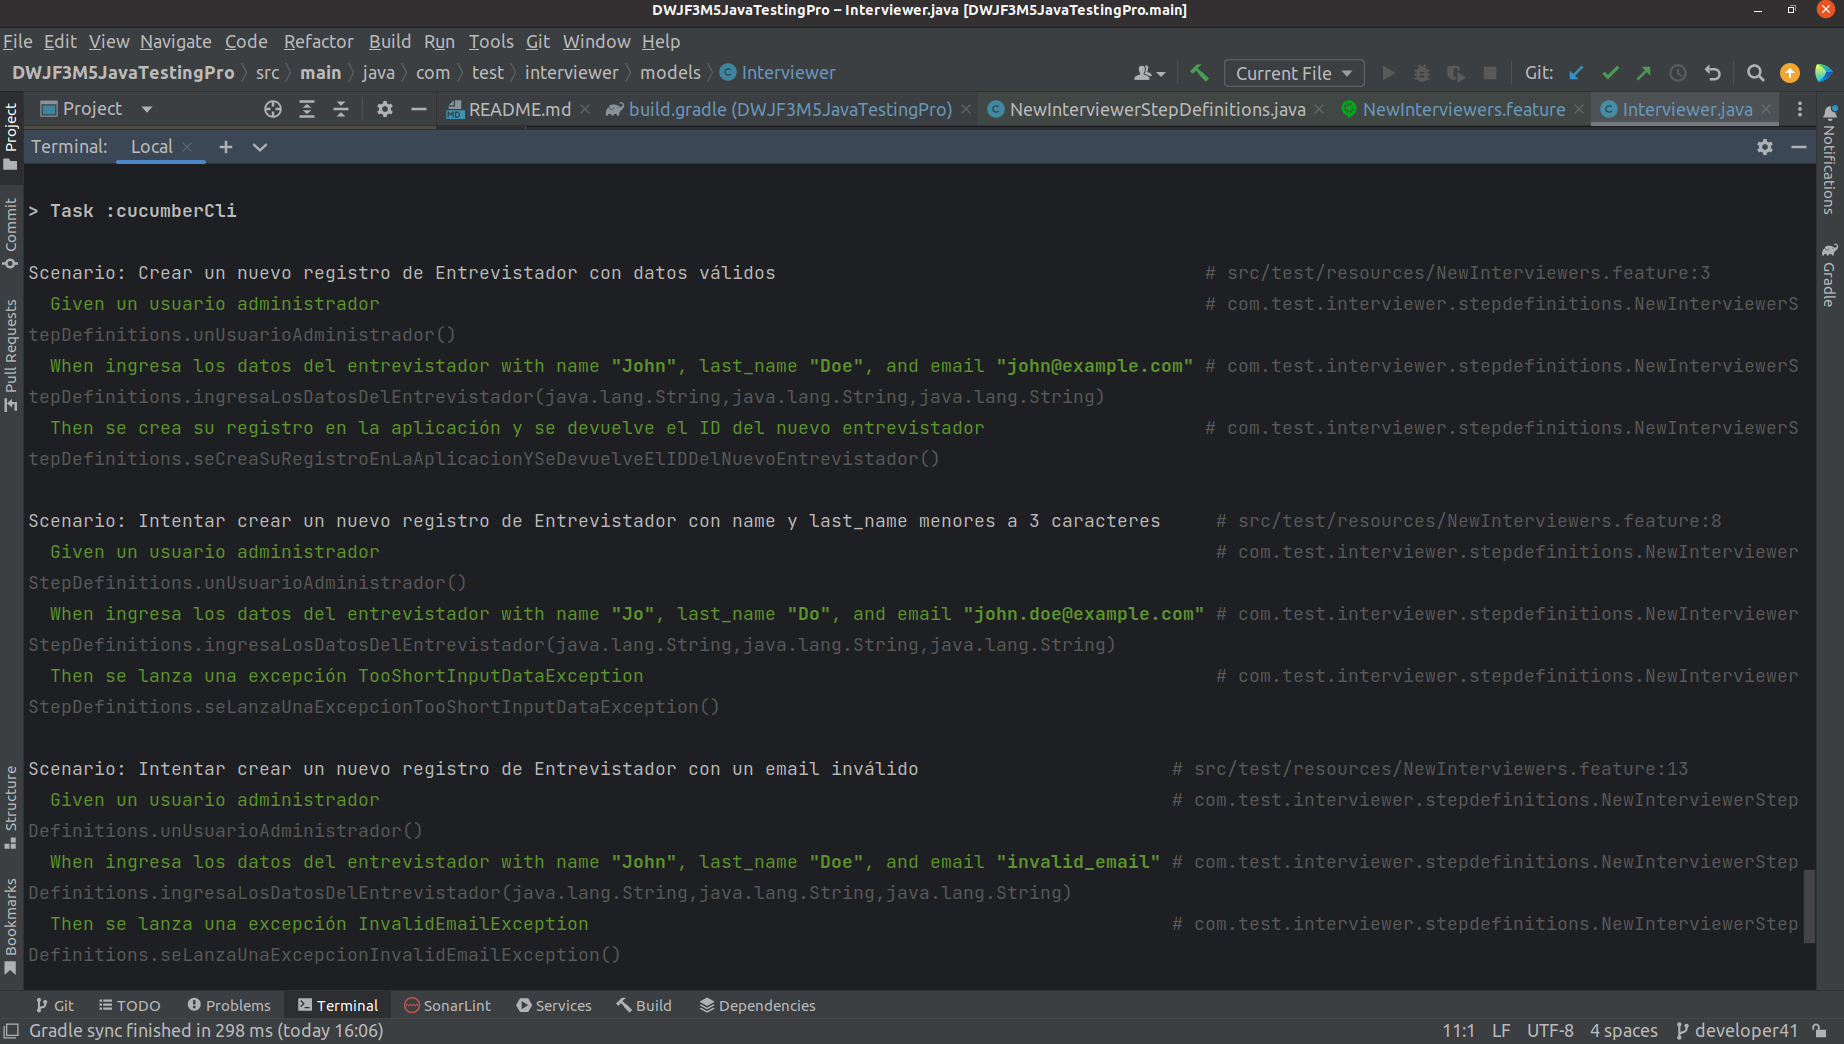 DWJF3M5JavaTestingPro – Interviewer.java [DWJF3M5JavaTestingPro.main]
File Edit View Navigate Code Refactor Build Run Tools Git Window Help
DWJF3M5JavaTestingPro src main java com test interviewer models C Interviewer Current File Git:
Project README.md build.gradle (DWJF3M5JavaTestingPro) C NewInterviewerStepDefinitions.java NewInterviewers.feature C Interviewer.java
Terminal: Local
> Task :cucumberCli
Scenario: Crear un nuevo registro de Entrevistador con datos válidos # src/test/resources/NewInterviewers.feature:3
Given un usuario administrador # com.test.interviewer.stepdefinitions.NewInterviewerS
tepDefinitions.unUsuarioAdministrador()
When ingresa los datos del entrevistador with name "John", last_name "Doe", and email "john@example.com" # com.test.interviewer.stepdefinitions.NewInterviewerS
tepDefinitions.ingresaLosDatosDelEntrevistador(java.lang.String,java.lang.String,java.lang.String)
Then se crea su registro en la aplicación y se devuelve el ID del nuevo entrevistador # com.test.interviewer.stepdefinitions.NewInterviewerS
tepDefinitions.seCreaSuRegistroEnLaAplicacionYSeDevuelveElIDDelNuevoEntrevistador()
Scenario: Intentar crear un nuevo registro de Entrevistador con name y last_name menores a 3 caracteres # src/test/resources/NewInterviewers.feature:8
Given un usuario administrador # com.test.interviewer.stepdefinitions.NewInterviewer
StepDefinitions.unUsuarioAdministrador()
When ingresa los datos del entrevistador with name "Jo", last_name "Do", and email "john.doe@example.com" # com.test.interviewer.stepdefinitions.NewInterviewer
StepDefinitions.ingresaLosDatosDelEntrevistador(java.lang.String,java.lang.String,java.lang.String)
Then se lanza una excepción TooShortInputDataException # com.test.interviewer.stepdefinitions.NewInterviewer
StepDefinitions.seLanzaUnaExcepcionTooShortInputDataException()
Scenario: Intentar crear un nuevo registro de Entrevistador con un email inválido # src/test/resources/NewInterviewers.feature:13
Given un usuario administrador # com.test.interviewer.stepdefinitions.NewInterviewerStep
Definitions.unUsuarioAdministrador()
When ingresa los datos del entrevistador with name "John", last_name "Doe", and email "invalid_email" # com.test.interviewer.stepdefinitions.NewInterviewerStep
Definitions.ingresaLosDatosDelEntrevistador(java.lang.String,java.lang.String,java.lang.String)
Then se lanza una excepción InvalidEmailException # com.test.interviewer.stepdefinitions.NewInterviewerStep
Definitions.seLanzaUnaExcepcionInvalidEmailException()
Project
Commit
Pull Requests
Structure
Bookmarks
Notifications
Gradle
Git TODO Problems Terminal SonarLint Services Build Dependencies
Gradle sync finished in 298 ms (today 16:06) 11:1 LF UTF-8 4 spaces developer41